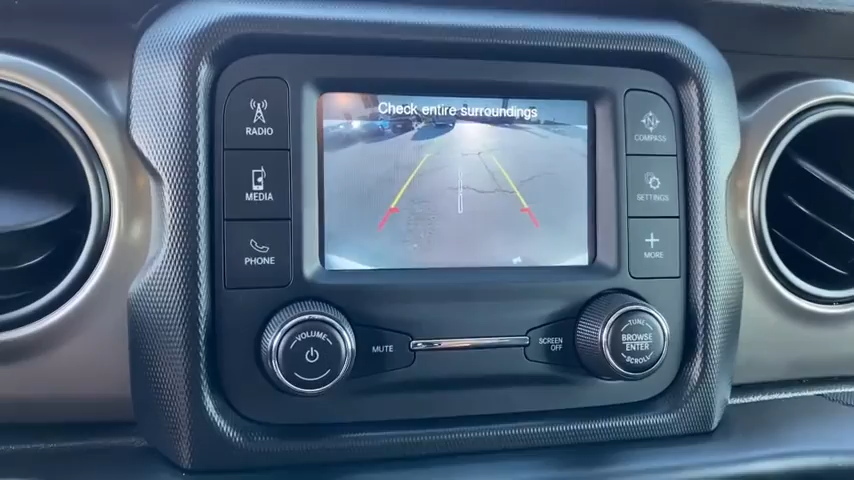 Check entire surroundings
RADIO
MEDIA
PHONE
N
COMPASS
SETTINGS
MORE
VOLUME
MUTE
SCREEN
OFF
TUNE
BROWSE
ENTER
SCROLL